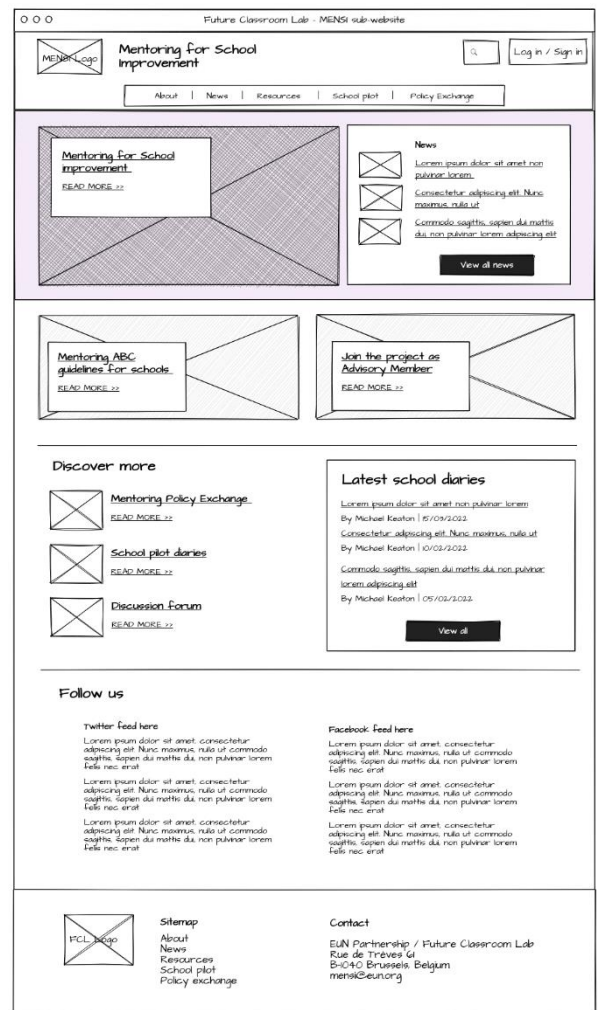 Future Classroom Lab - MENSI sub-website
MENSI Logo
Mentoring for School
Improvement
Log in / Sign in
About | News | Resources | School pilot | Policy Exchange
Mentoring for School
improvement
READ MORE >>
News
Lorem ipsum dolor sit amet non
pulvinar lorem
Consectetur adipiscing elit. Nunc
maximus, nulla ut
Commodo sagittis, sapien dui mattis
dui, non pulvinar lorem adipiscing elit
View all news
Mentoring ABC
guidelines for schools
READ MORE >>
Join the project as
Advisory Member
READ MORE >>
Discover more
Mentoring Policy Exchange
READ MORE >>
School pilot diaries
READ MORE >>
Discussion forum
READ MORE >>
Latest school diaries
Lorem ipsum dolor sit amet non pulvinar lorem
By Michael Keaton | 15/03/2022
Consectetur adipiscing elit. Nunc maximus, nulla ut
By Michael Keaton | 10/02/2022
Commodo sagittis, sapien dui mattis dui, non pulvinar
lorem adipiscing elit
By Michael Keaton | 05/02/2022
View all
Follow us
Twitter feed here
Lorem ipsum dolor sit amet, consectetur
adipiscing elit. Nunc maximus, nulla ut commodo
sagittis, sapien dui mattis dui, non pulvinar lorem
felis nec erat
Lorem ipsum dolor sit amet, consectetur
adipiscing elit. Nunc maximus, nulla ut commodo
sagittis, sapien dui mattis dui, non pulvinar lorem
felis nec erat
Lorem ipsum dolor sit amet, consectetur
adipiscing elit. Nunc maximus, nulla ut commodo
sagittis, sapien dui mattis dui, non pulvinar lorem
felis nec erat
Facebook feed here
Lorem ipsum dolor sit amet, consectetur
adipiscing elit. Nunc maximus, nulla ut commodo
sagittis, sapien dui mattis dui, non pulvinar lorem
felis nec erat
Lorem ipsum dolor sit amet, consectetur
adipiscing elit. Nunc maximus, nulla ut commodo
sagittis, sapien dui mattis dui, non pulvinar lorem
felis nec erat
Lorem ipsum dolor sit amet, consectetur
adipiscing elit. Nunc maximus, nulla ut commodo
sagittis, sapien dui mattis dui, non pulvinar lorem
felis nec erat
FCL Logo
Sitemap
About
News
Resources
School pilot
Policy exchange
Contact
EUN Partnership / Future Classroom Lab
Rue de Trèves 61
B-1040 Brussels, Belgium
mensi@eun.org